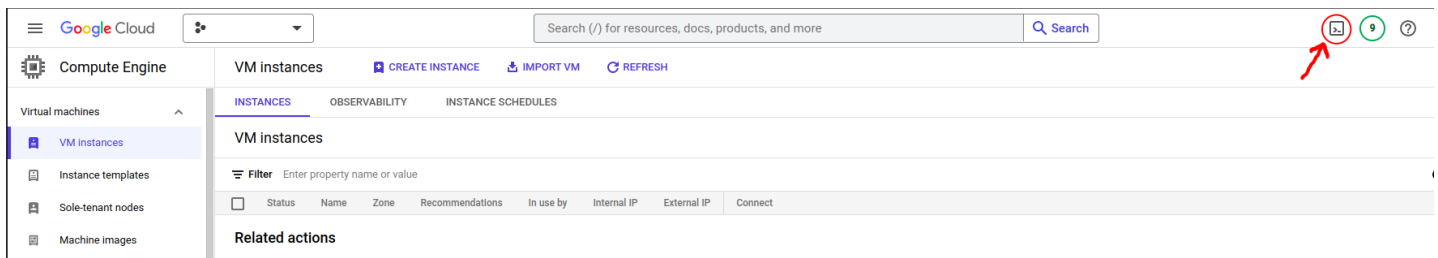 Google Cloud
Search (/) for resources, docs, products, and more
Search
9
Compute Engine
VM instances
CREATE INSTANCE
IMPORT VM
REFRESH
Virtual machines
INSTANCES
OBSERVABILITY
INSTANCE SCHEDULES
VM instances
VM instances
Instance templates
Sole-tenant nodes
Machine images
Filter Enter property name or value
Status Name Zone Recommendations In use by Internal IP External IP Connect
Related actions